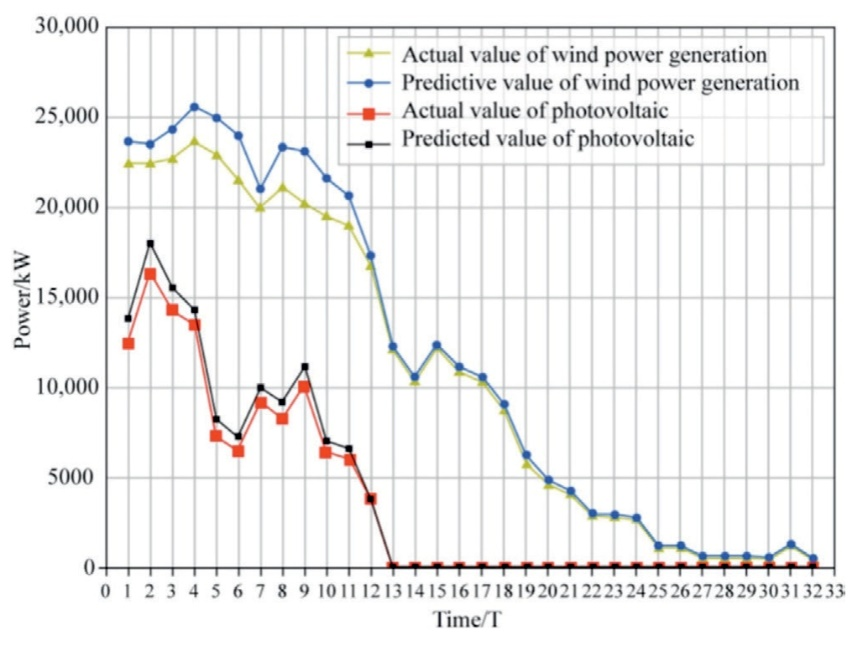 30,000
25,000
20,000
15,000
10,000
5000
0
Power/kW
Actual value of wind power generation
Predictive value of wind power generation
Actual value of photovoltaic
Predicted value of photovoltaic
0 1 2 3 4 5 6 7 8 9 10 11 12 13 14 15 16 17 18 19 20 21 22 23 24 25 26 27 28 29 30 31 32 33
Time/T